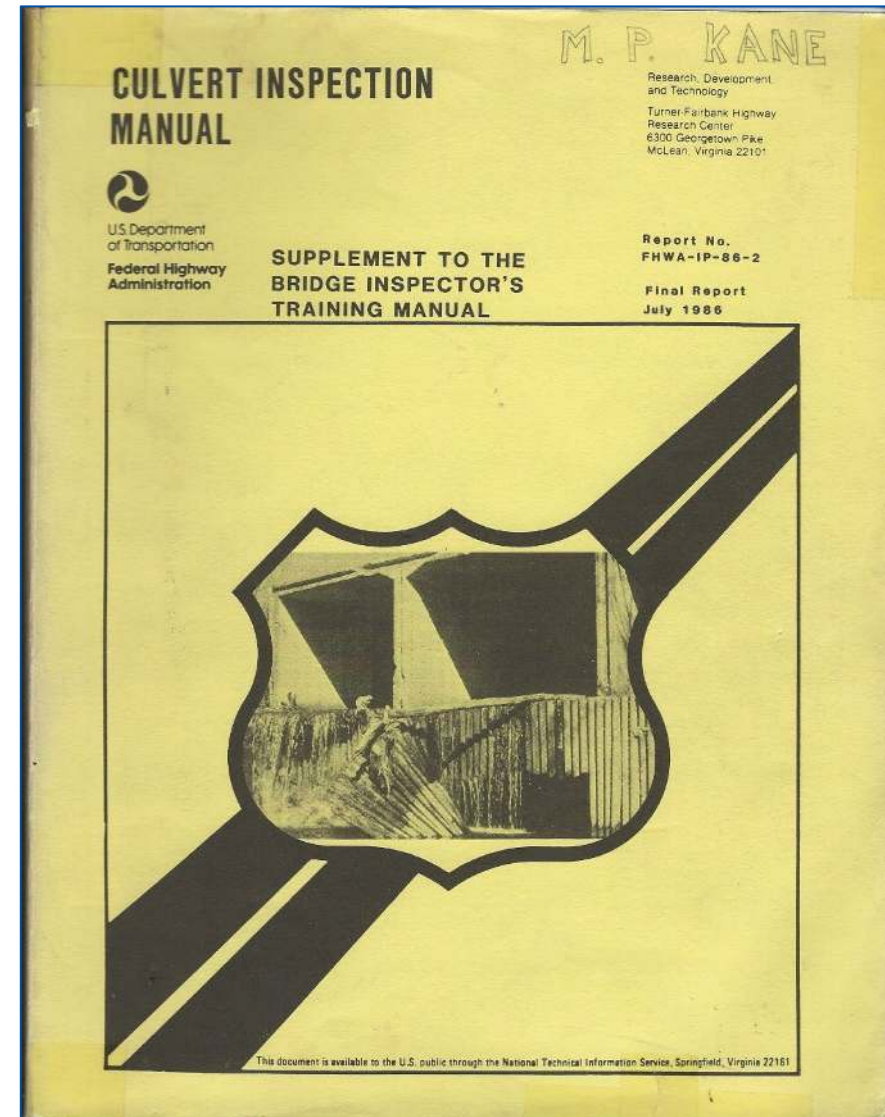 M. P. KANE
CULVERT INSPECTION
MANUAL
Research, Development
and Technology
Turner-Fairbank Highway
Research Center
6300 Georgetown Pike
McLean, Virginia 22101
U.S. Department
of Transportation
Federal Highway
Administration
SUPPLEMENT TO THE
BRIDGE INSPECTOR'S
TRAINING MANUAL
Report No.
FHWA-IP-86-2
Final Report
July 1986
This document is available to the U.S. public through the National Technical Information Service, Springfield, Virginia 22161